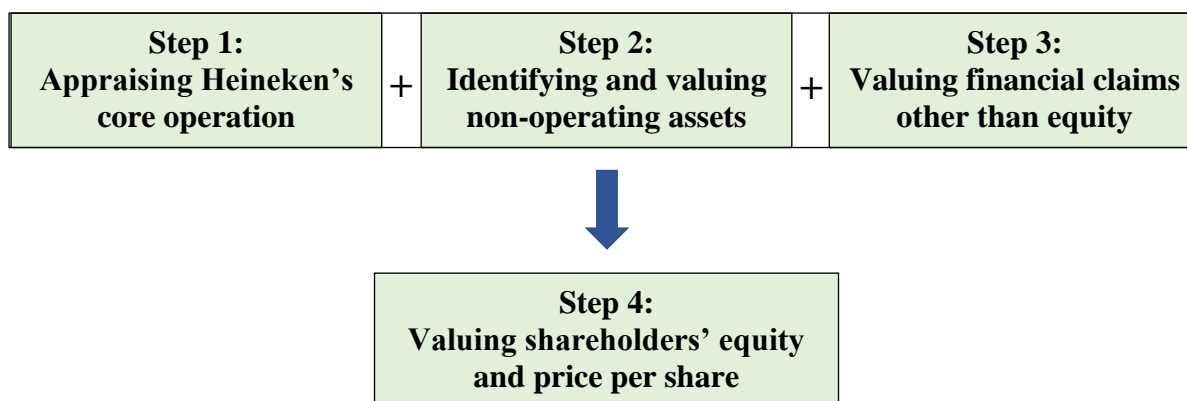 Step 1:
Appraising Heineken’s
core operation
+
Step 2:
Identifying and valuing
non-operating assets
+
Step 3:
Valuing financial claims
other than equity
Step 4:
Valuing shareholders’ equity
and price per share